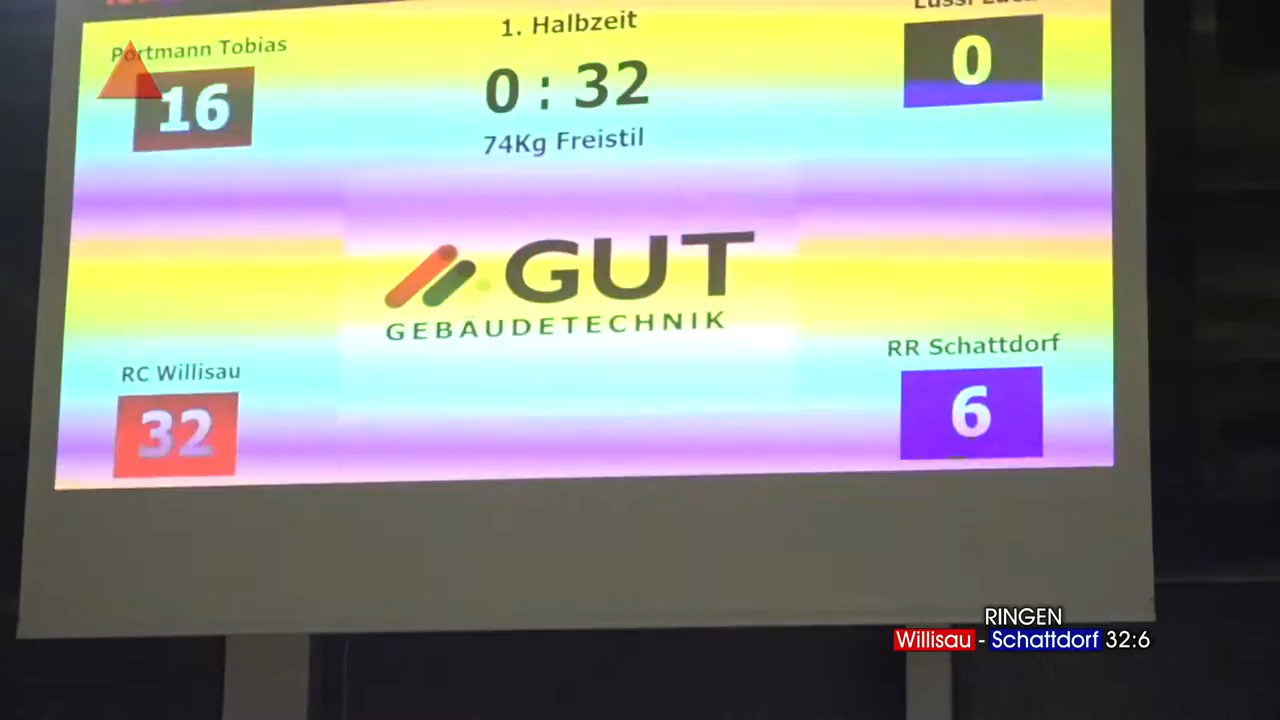 Portmann Tobias
16
1. Halbzeit
0 : 32
74Kg Freistil
0
GUT
GEBÄUDETECHNIK
RC Willisau
32
RR Schattdorf
6
RINGEN
Willisau - Schattdorf 32:6